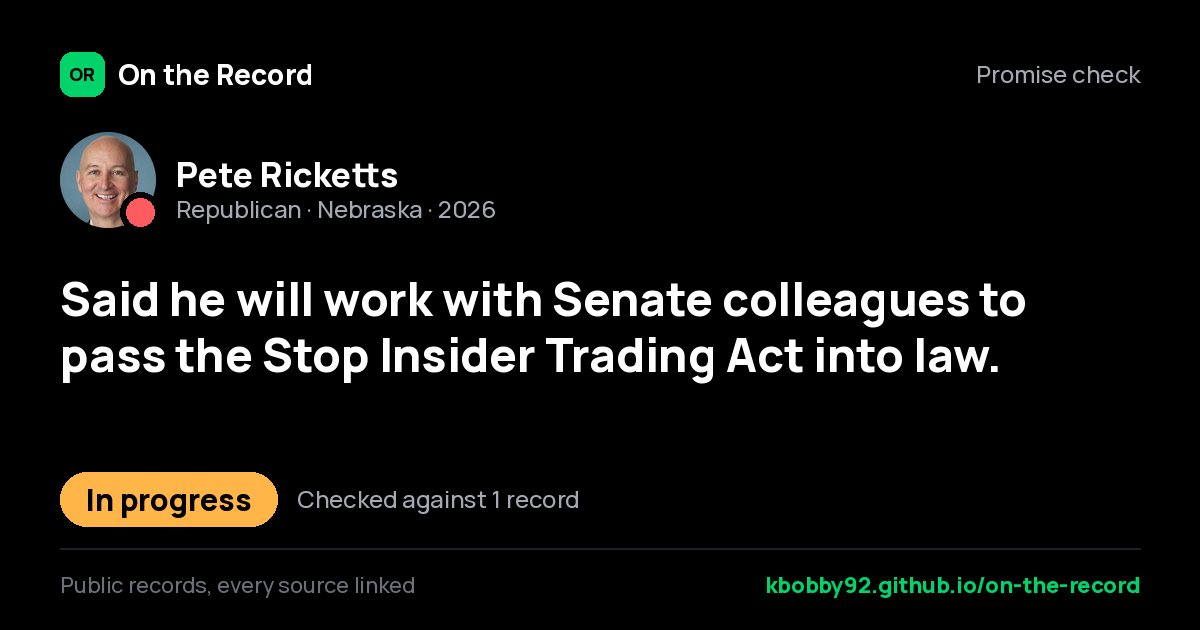 OR On the Record
Promise check
Pete Ricketts
Republican · Nebraska · 2026
Said he will work with Senate colleagues to
pass the Stop Insider Trading Act into law.
In progress
Checked against 1 record
Public records, every source linked
kbobby92.github.io/on-the-record